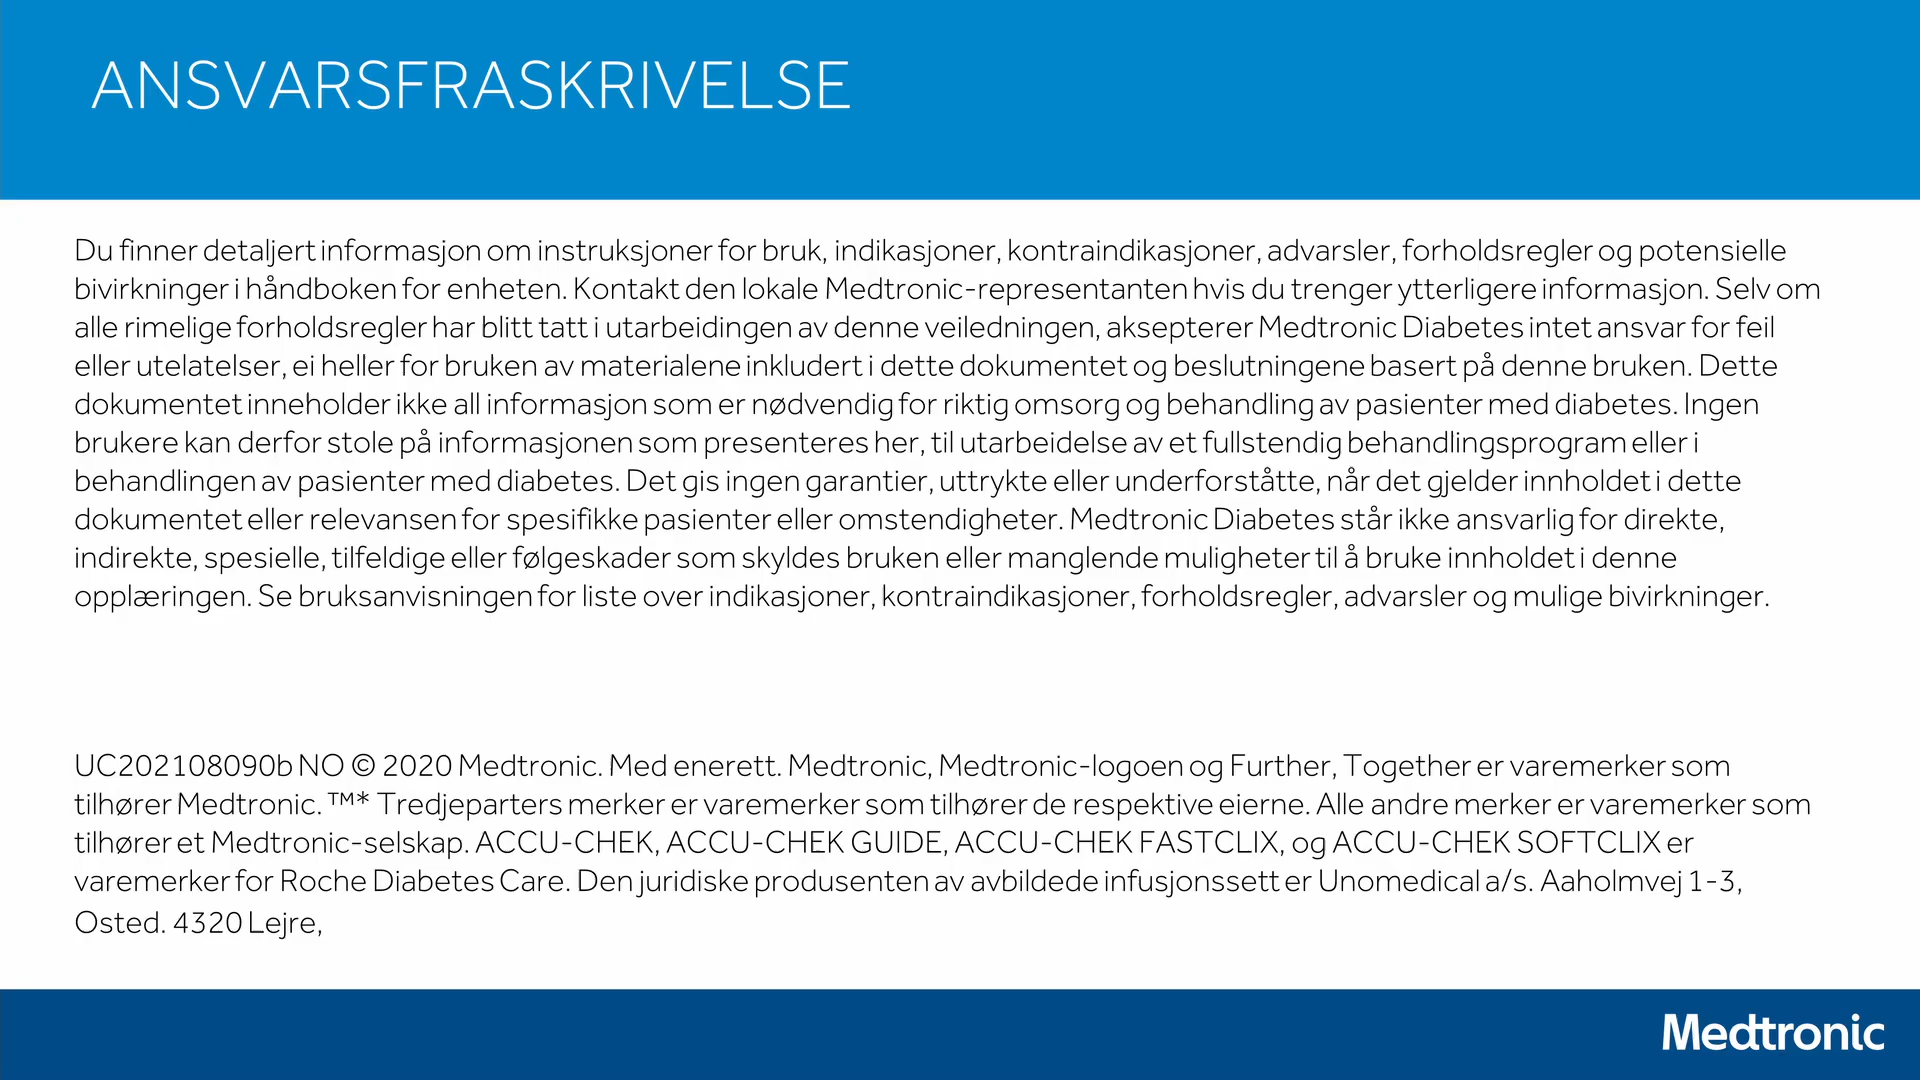 ANSVARSFRASKRIVELSE
Du finner detaljert informasjon om instruksjoner for bruk, indikasjoner, kontraindikasjoner, advarsler, forholdsregler og potensielle
bivirkninger i håndboken for enheten. Kontakt den lokale Medtronic-representanten hvis du trenger ytterligere informasjon. Selv om
alle rimelige forholdsregler har blitt tatt i utarbeidingen av denne veiledningen, aksepterer Medtronic Diabetes intet ansvar for feil
eller utelatelser, ei heller for bruken av materialene inkludert i dette dokumentet og beslutningene basert på denne bruken. Dette
dokumentet inneholder ikke all informasjon som er nødvendig for riktig omsorg og behandling av pasienter med diabetes. Ingen
brukere kan derfor stole på informasjonen som presenteres her, til utarbeidelse av et fullstendig behandlingsprogram eller i
behandlingen av pasienter med diabetes. Det gis ingen garantier, uttrykte eller underforståtte, når det gjelder innholdet i dette
dokumentet eller relevansen for spesifikke pasienter eller omstendigheter. Medtronic Diabetes står ikke ansvarlig for direkte,
indirekte, spesielle, tilfeldige eller følgeskader som skyldes bruken eller manglende muligheter til å bruke innholdet i denne
opplæringen. Se bruksanvisningen for liste over indikasjoner, kontraindikasjoner, forholdsregler, advarsler og mulige bivirkninger.
UC202108090b NO © 2020 Medtronic. Med enerett. Medtronic, Medtronic-logoen og Further, Together er varemerker som
tilhører Medtronic. ™* Tredjeparters merker er varemerker som tilhører de respektive eierne. Alle andre merker er varemerker som
tilhører et Medtronic-selskap. ACCU-CHEK, ACCU-CHEK GUIDE, ACCU-CHEK FASTCLIX, og ACCU-CHEK SOFTCLIX er
varemerker for Roche Diabetes Care. Den juridiske produsenten av avbildede infusjonssett er Unomedical a/s. Aaholmvej 1-3,
Osted. 4320 Lejre,
Medtronic